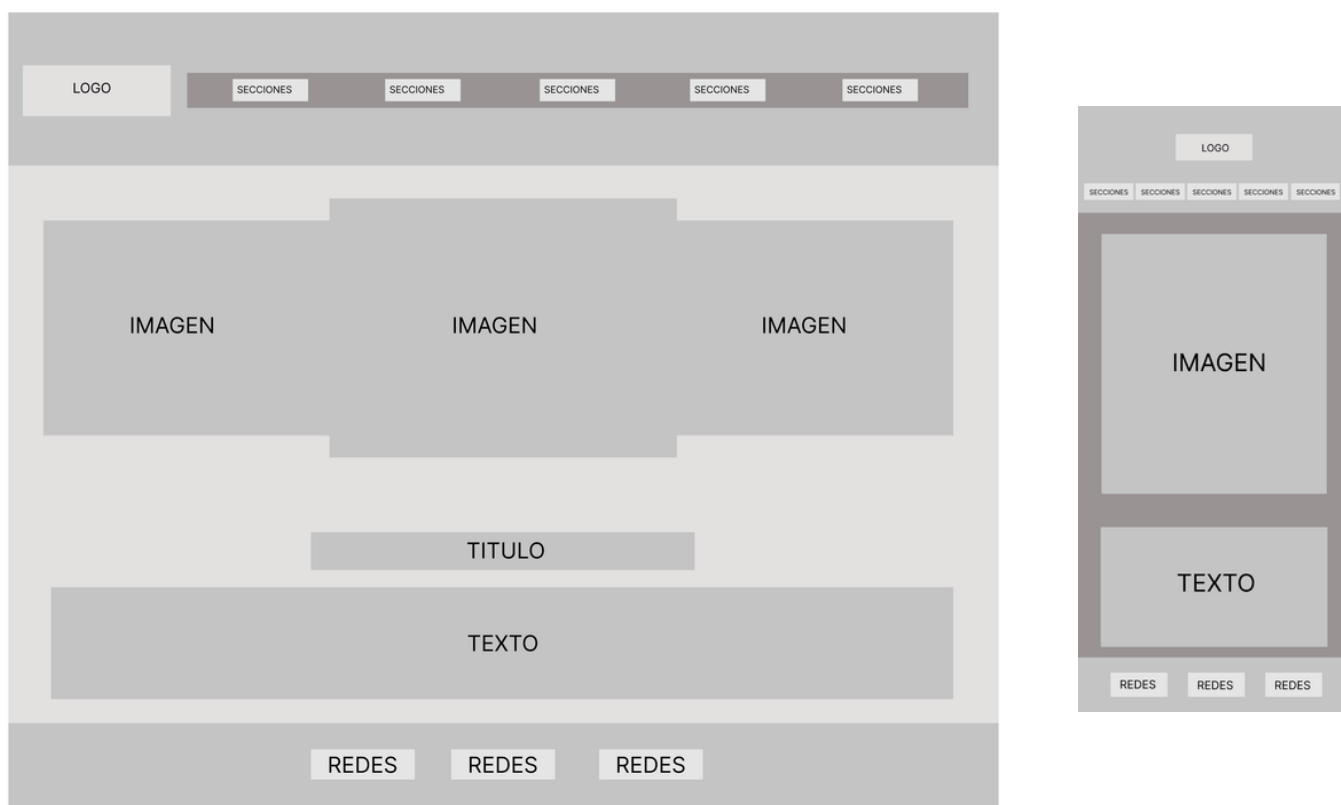 LOGO
SECCIONES SECCIONES SECCIONES SECCIONES SECCIONES
IMAGEN IMAGEN IMAGEN
TITULO
TEXTO
REDES REDES REDES
LOGO
SECCIONES SECCIONES SECCIONES SECCIONES SECCIONES
IMAGEN
TEXTO
REDES REDES REDES